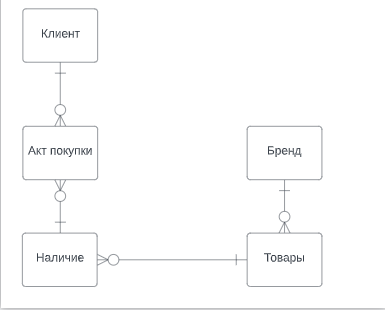 Клиент
Акт покупки
Бренд
Наличие
Товары